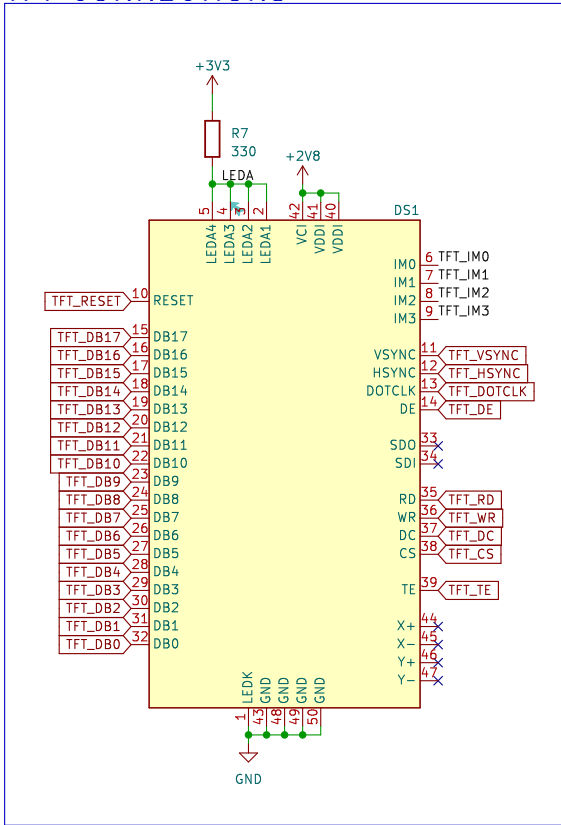 +3V3
R7
330
+2V8
LEDA
5 4 3 2 42 41 40
DS1
LEDA4 LEDA3 LEDA2 LEDA1 VCI VDDI VDDI
IM0 6 TFT_IM0
IM1 7 TFT_IM1
IM2 8 TFT_IM2
IM3 9 TFT_IM3
TFT_RESET 10 RESET
TFT_DB17 15 DB17
TFT_DB16 16 DB16
TFT_DB15 17 DB15
TFT_DB14 18 DB14
TFT_DB13 19 DB13
TFT_DB12 20 DB12
TFT_DB11 21 DB11
TFT_DB10 22 DB10
TFT_DB9 23 DB9
TFT_DB8 24 DB8
TFT_DB7 25 DB7
TFT_DB6 26 DB6
TFT_DB5 27 DB5
TFT_DB4 28 DB4
TFT_DB3 29 DB3
TFT_DB2 30 DB2
TFT_DB1 31 DB1
TFT_DB0 32 DB0
VSYNC 11 TFT_VSYNC
HSYNC 12 TFT_HSYNC
DOTCLK 13 TFT_DOTCLK
DE 14 TFT_DE
SDO 33
SDI 34
RD 35 TFT_RD
WR 36 TFT_WR
DC 37 TFT_DC
CS 38 TFT_CS
TE 39 TFT_TE
X+ 44
X- 45
Y+ 46
Y- 47
LEDK GND GND GND GND
1 43 48 49 50
GND